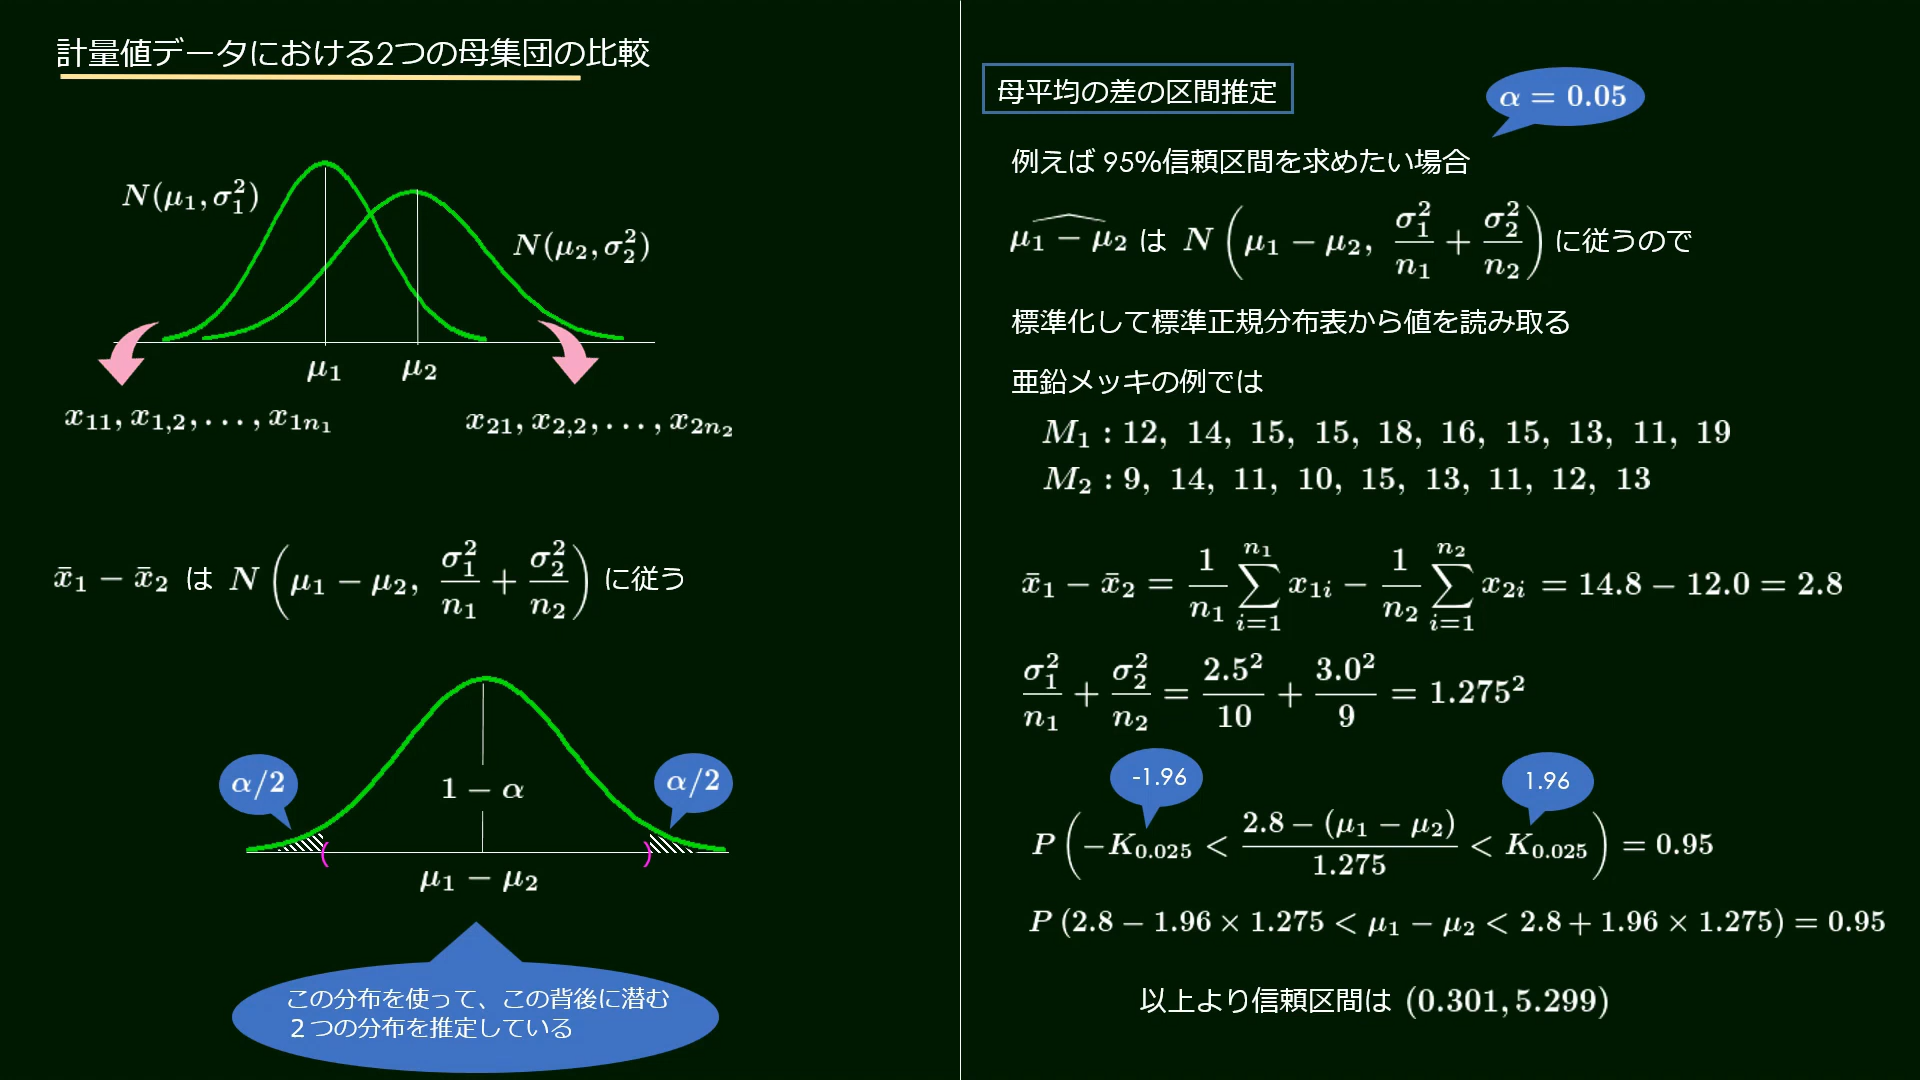 計量値データにおける2つの母集団の比較
N(μ₁, σ₁²)
N(μ₂, σ₂²)
μ₁ μ₂
x₁₁, x₁,₂, . . . , x₁ₙ₁
x₂₁, x₂,₂, . . . , x₂ₙ₂
x̄₁ − x̄₂ は N(μ₁ − μ₂, σ₁²/n₁ + σ₂²/n₂) に従う
α/2
1 − α
α/2
μ₁ − μ₂
この分布を使って、この背後に潜む
２つの分布を推定している
母平均の差の区間推定
α = 0.05
例えば 95%信頼区間を求めたい場合
\widehat{μ₁ − μ₂} は N(μ₁ − μ₂, σ₁²/n₁ + σ₂²/n₂) に従うので
標準化して標準正規分布表から値を読み取る
亜鉛メッキの例では
M₁ : 12, 14, 15, 15, 18, 16, 15, 13, 11, 19
M₂ : 9, 14, 11, 10, 15, 13, 11, 12, 13
x̄₁ − x̄₂ = 1/n₁ ∑_{i=1}^{n₁} x₁ᵢ − 1/n₂ ∑_{i=1}^{n₂} x₂ᵢ = 14.8 − 12.0 = 2.8
σ₁²/n₁ + σ₂²/n₂ = 2.5²/10 + 3.0²/9 = 1.275²
-1.96
1.96
P(−K₀.₀₂₅ < (2.8 − (μ₁ − μ₂))/1.275 < K₀.₀₂₅) = 0.95
P (2.8 − 1.96 × 1.275 < μ₁ − μ₂ < 2.8 + 1.96 × 1.275) = 0.95
以上より信頼区間は (0.301, 5.299)